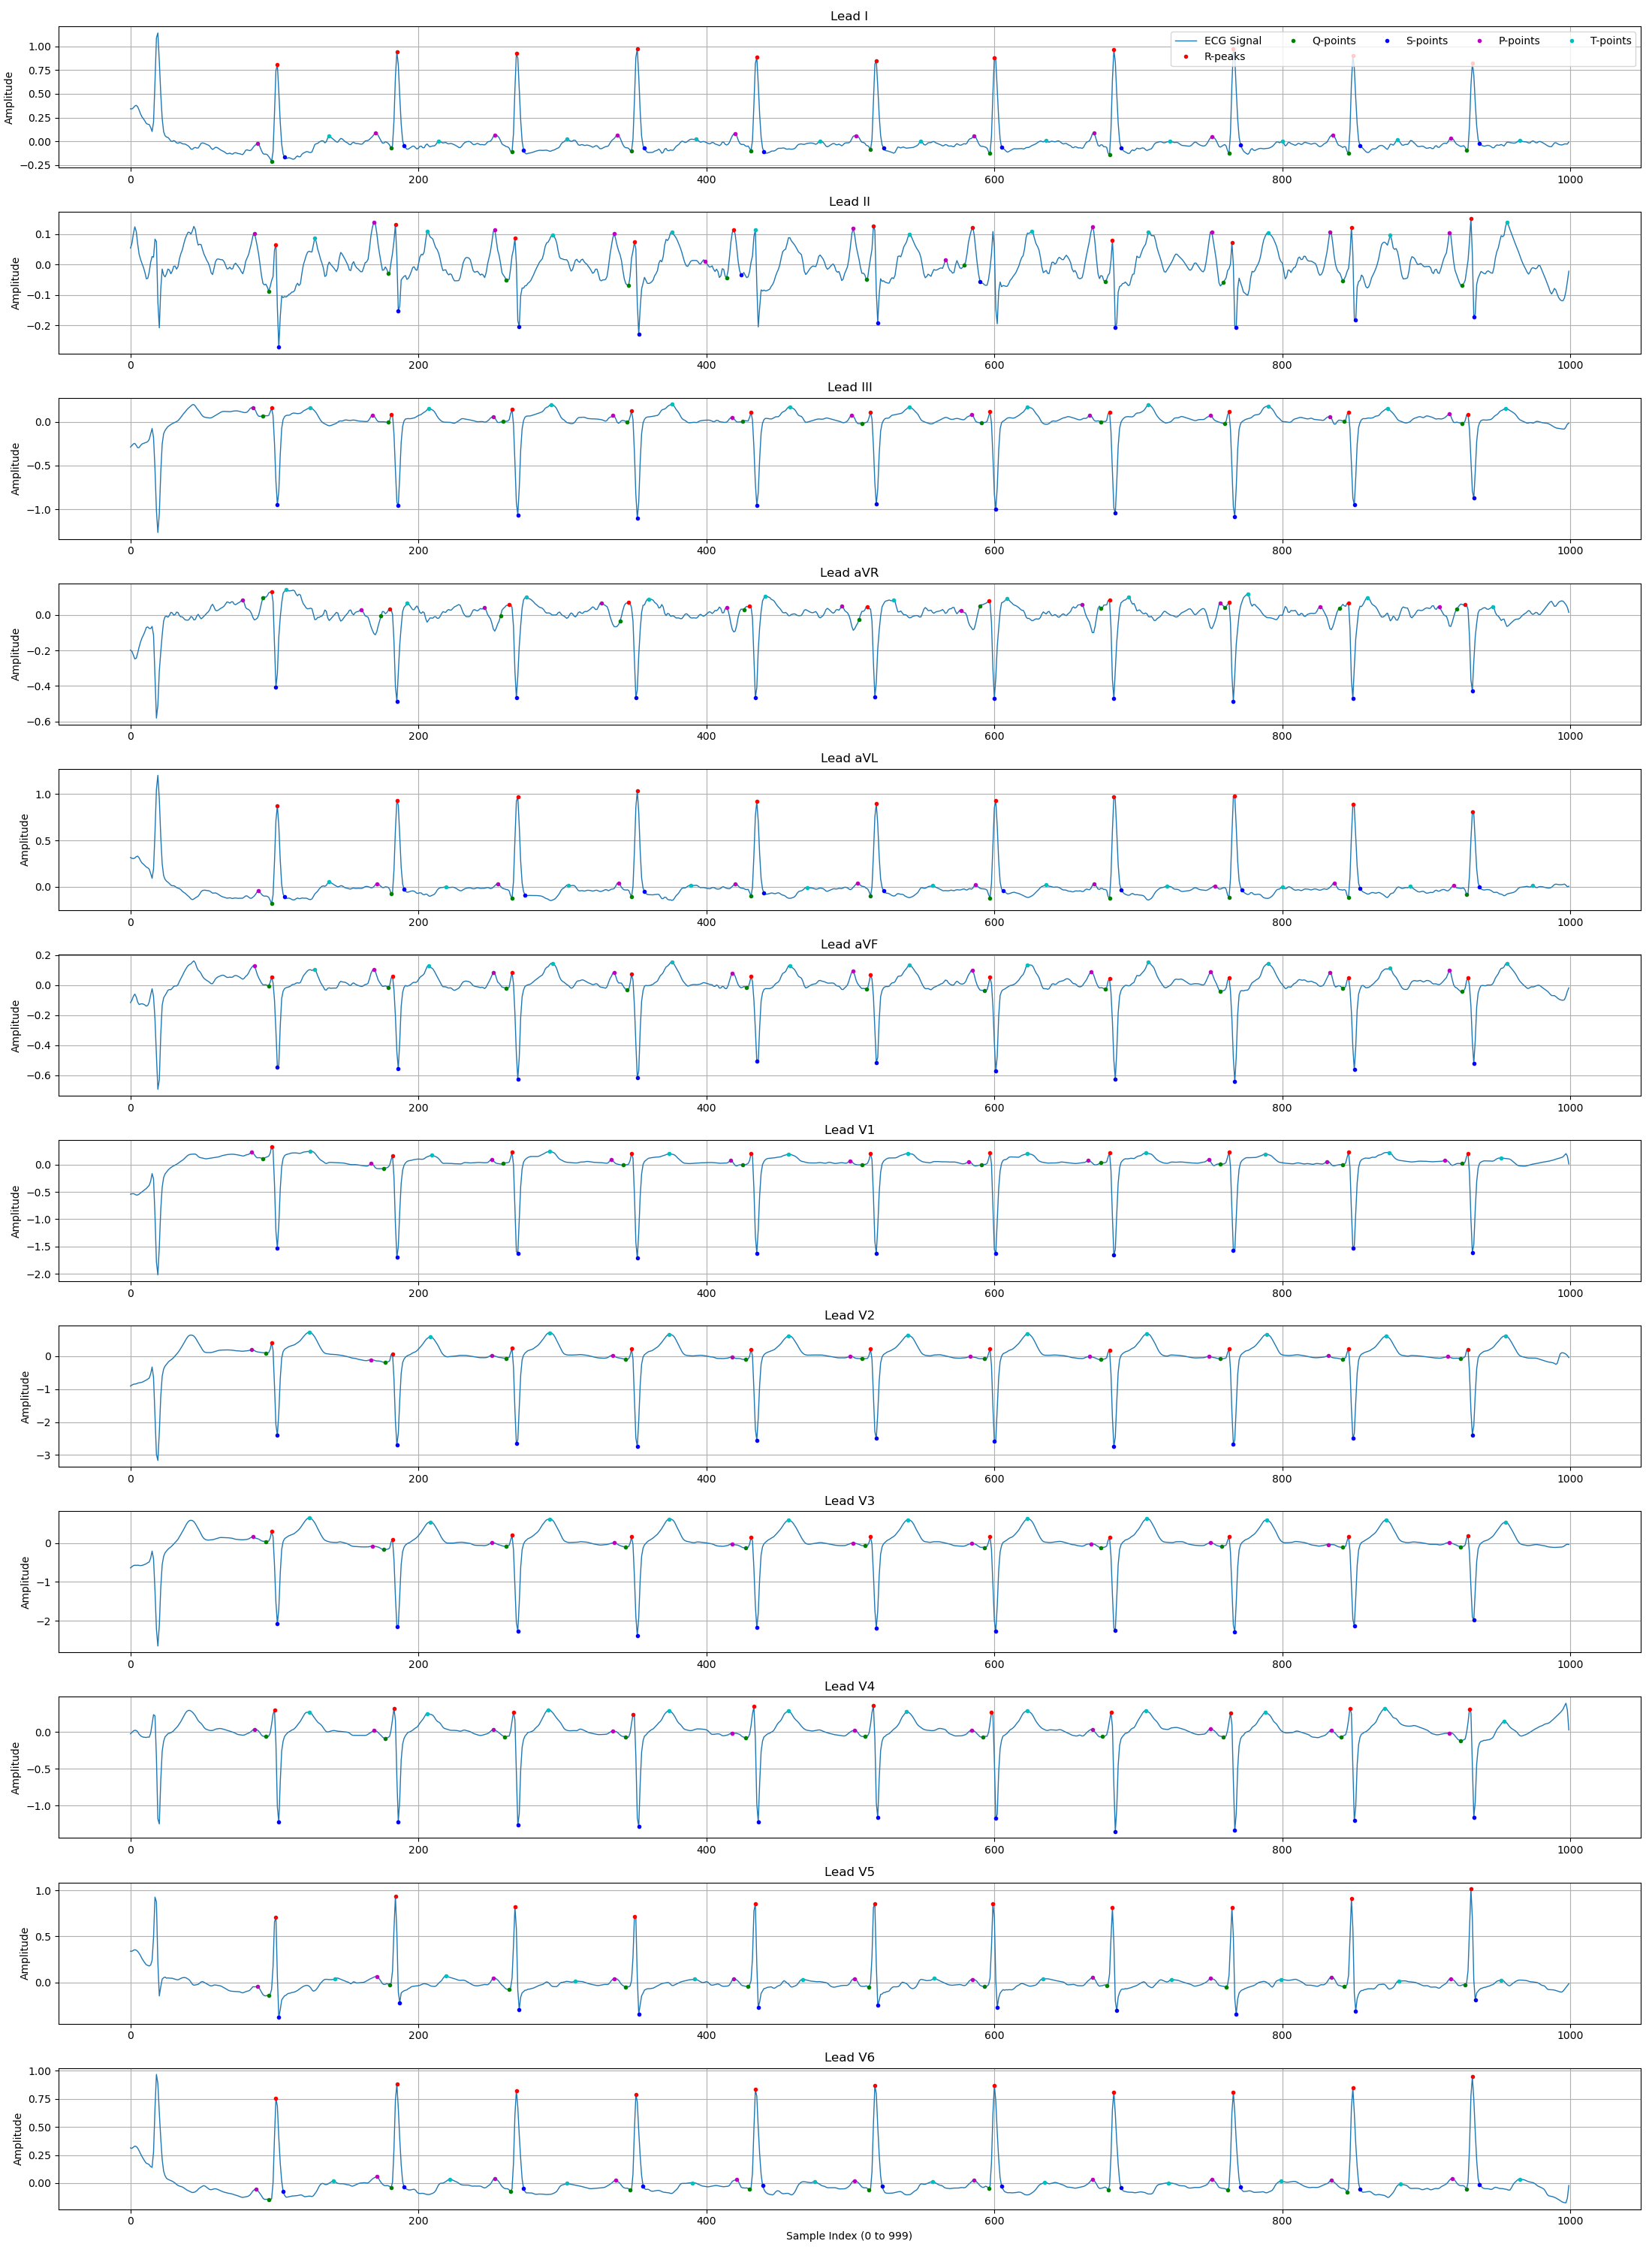 Lead I
Amplitude
1.00
0.75
0.50
0.25
0.00
−0.25
ECG Signal
R-peaks
Q-points
S-points
P-points
T-points
0 200 400 600 800 1000
Lead II
Amplitude
0.1
0.0
−0.1
−0.2
0 200 400 600 800 1000
Lead III
Amplitude
0.0
−0.5
−1.0
0 200 400 600 800 1000
Lead aVR
Amplitude
0.0
−0.2
−0.4
−0.6
0 200 400 600 800 1000
Lead aVL
Amplitude
1.0
0.5
0.0
0 200 400 600 800 1000
Lead aVF
Amplitude
0.2
0.0
−0.2
−0.4
−0.6
0 200 400 600 800 1000
Lead V1
Amplitude
0.0
−0.5
−1.0
−1.5
−2.0
0 200 400 600 800 1000
Lead V2
Amplitude
0
−1
−2
−3
0 200 400 600 800 1000
Lead V3
Amplitude
0
−1
−2
0 200 400 600 800 1000
Lead V4
Amplitude
0.0
−0.5
−1.0
0 200 400 600 800 1000
Lead V5
Amplitude
1.0
0.5
0.0
0 200 400 600 800 1000
Lead V6
Amplitude
1.00
0.75
0.50
0.25
0.00
0 200 400 600 800 1000
Sample Index (0 to 999)